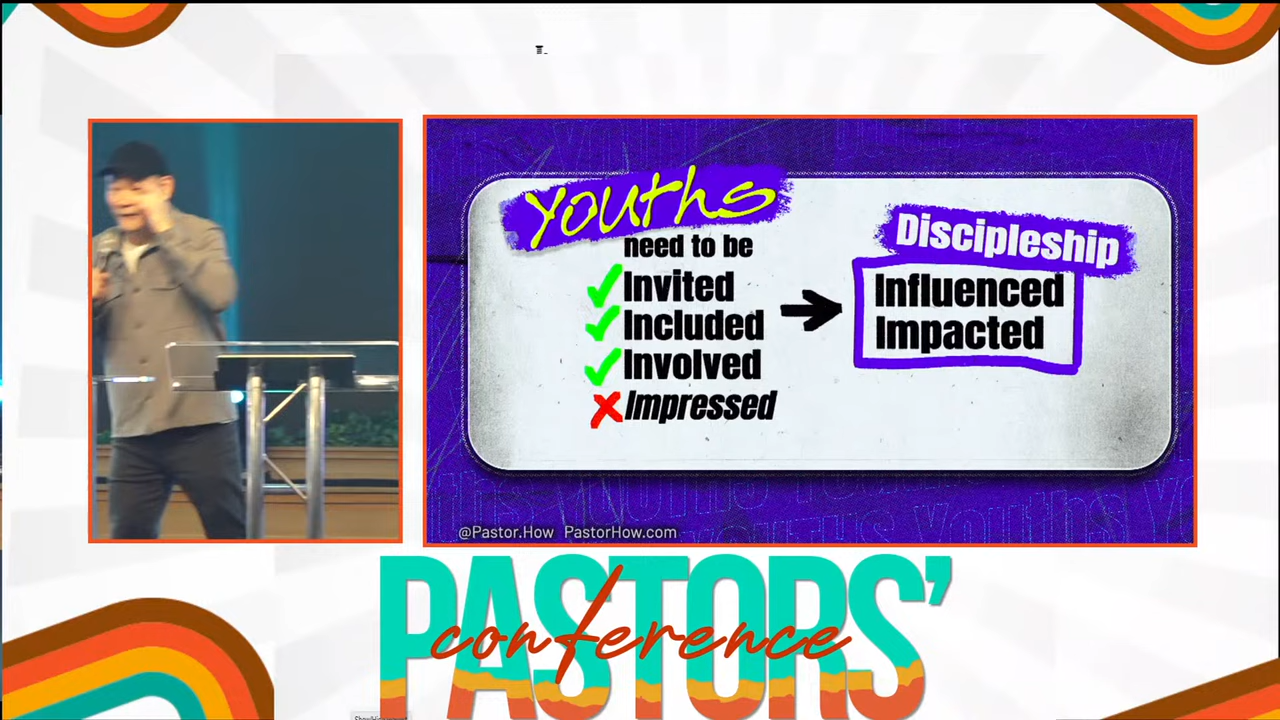 Youths
need to be
Invited
Included
Involved
Impressed
Discipleship
Influenced
Impacted
@Pastor.How PastorHow.com
PASTORS'
conference